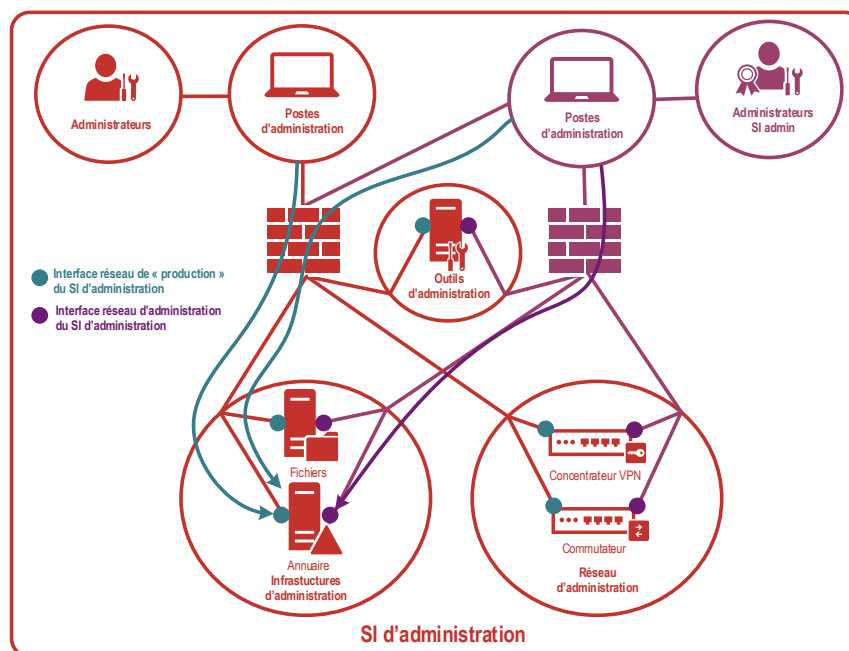 Administrateurs
Postes
d'administration
Postes
d'administration
Administrateurs
SI admin
Interface réseau de « production »
du SI d'administration
Interface réseau d'administration
du SI d'administration
Outils
d'administration
Fichiers
Annuaire
Infrastuctures
d'administration
Concentrateur VPN
Commutateur
Réseau
d'administration
SI d'administration